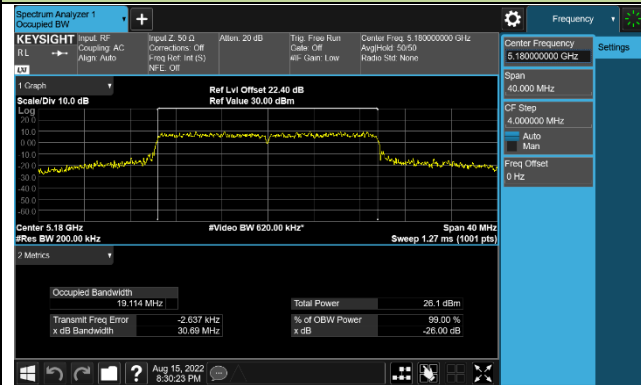 Spectrum Analyzer 1
Occupied BW
Frequency
KEYSIGHT
Input: RF
Coupling: AC
Align: Auto
Input Z: 50 Ω
Corrections: Off
Freq Ref: Int (S)
NFE: Off
Atten: 20 dB
Trig: Free Run
Gate: Off
#IF Gain: Low
Center Freq: 5.180000000 GHz
Avg|Hold: 50/50
Radio Std: None
RL
LXI
1 Graph
Scale/Div 10.0 dB
Ref Lvl Offset 22.40 dB
Ref Value 30.00 dBm
Log
20.0
10.0
0.00
-10.0
-20.0
-30.0
-40.0
-50.0
-60.0
Center 5.18 GHz
#Res BW 200.00 kHz
#Video BW 620.00 kHz*
Span 40 MHz
Sweep 1.27 ms (1001 pts)
2 Metrics
Occupied Bandwidth
19.114 MHz
Total Power
26.1 dBm
Transmit Freq Error
-2.637 kHz
% of OBW Power
99.00 %
x dB Bandwidth
30.69 MHz
x dB
-26.00 dB
Aug 15, 2022
8:30:23 PM
Center Frequency
5.180000000 GHz
Settings
Span
40.000 MHz
CF Step
4.000000 MHz
Auto
Man
Freq Offset
0 Hz